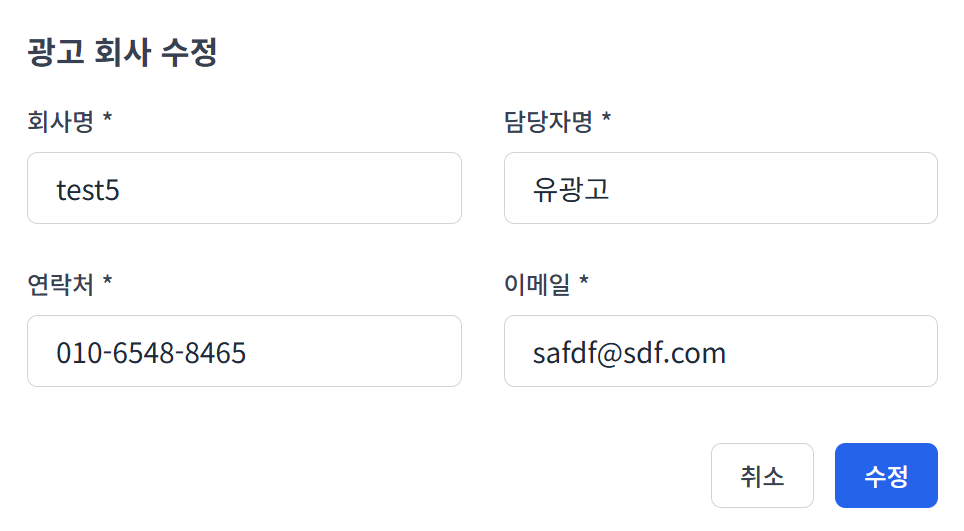 광고 회사 수정
회사명 * 담당자명 *
test5 유광고
연락처 * 이메일 *
010-6548-8465 safdf@sdf.com
취소 수정